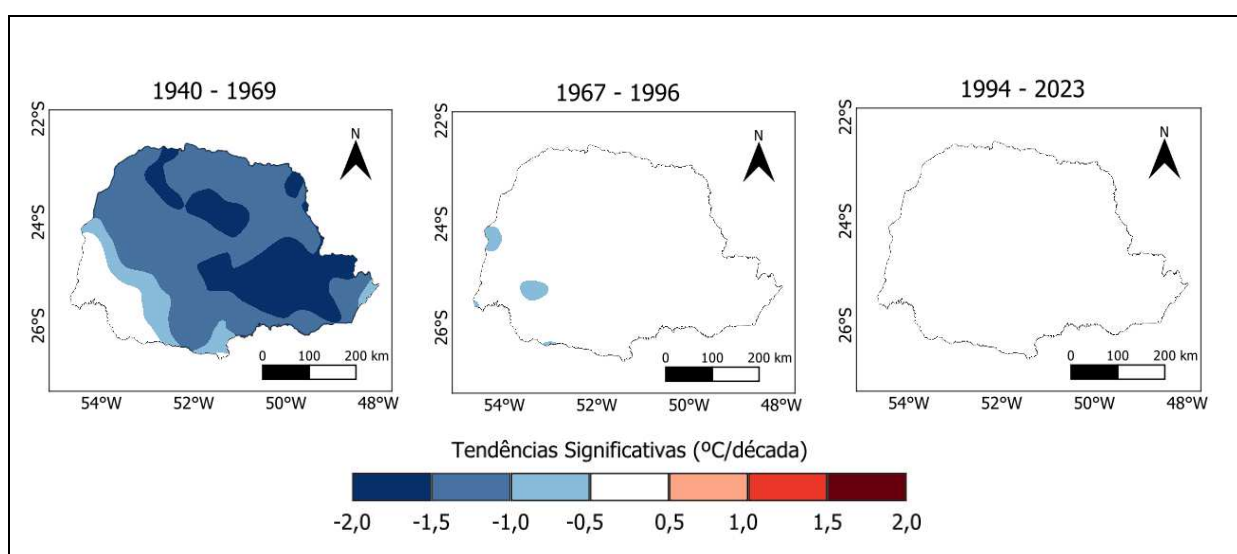 1940 - 1969
22°S
24°S
26°S
N
0 100 200 km
54°W 52°W 50°W 48°W
1967 - 1996
22°S
24°S
26°S
N
0 100 200 km
54°W 52°W 50°W 48°W
1994 - 2023
22°S
24°S
26°S
N
0 100 200 km
54°W 52°W 50°W 48°W
Tendências Significativas (ºC/década)
-2,0 -1,5 -1,0 -0,5 0,5 1,0 1,5 2,0